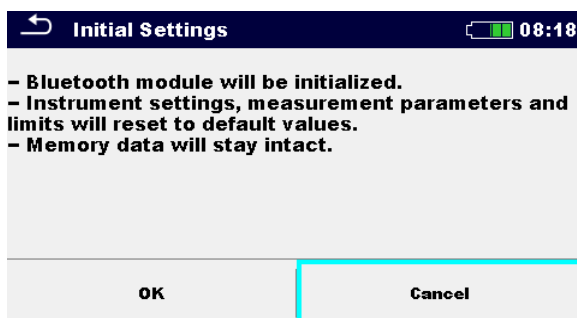 Initial Settings 08:18
– Bluetooth module will be initialized.
– Instrument settings, measurement parameters and
limits will reset to default values.
– Memory data will stay intact.
OK Cancel